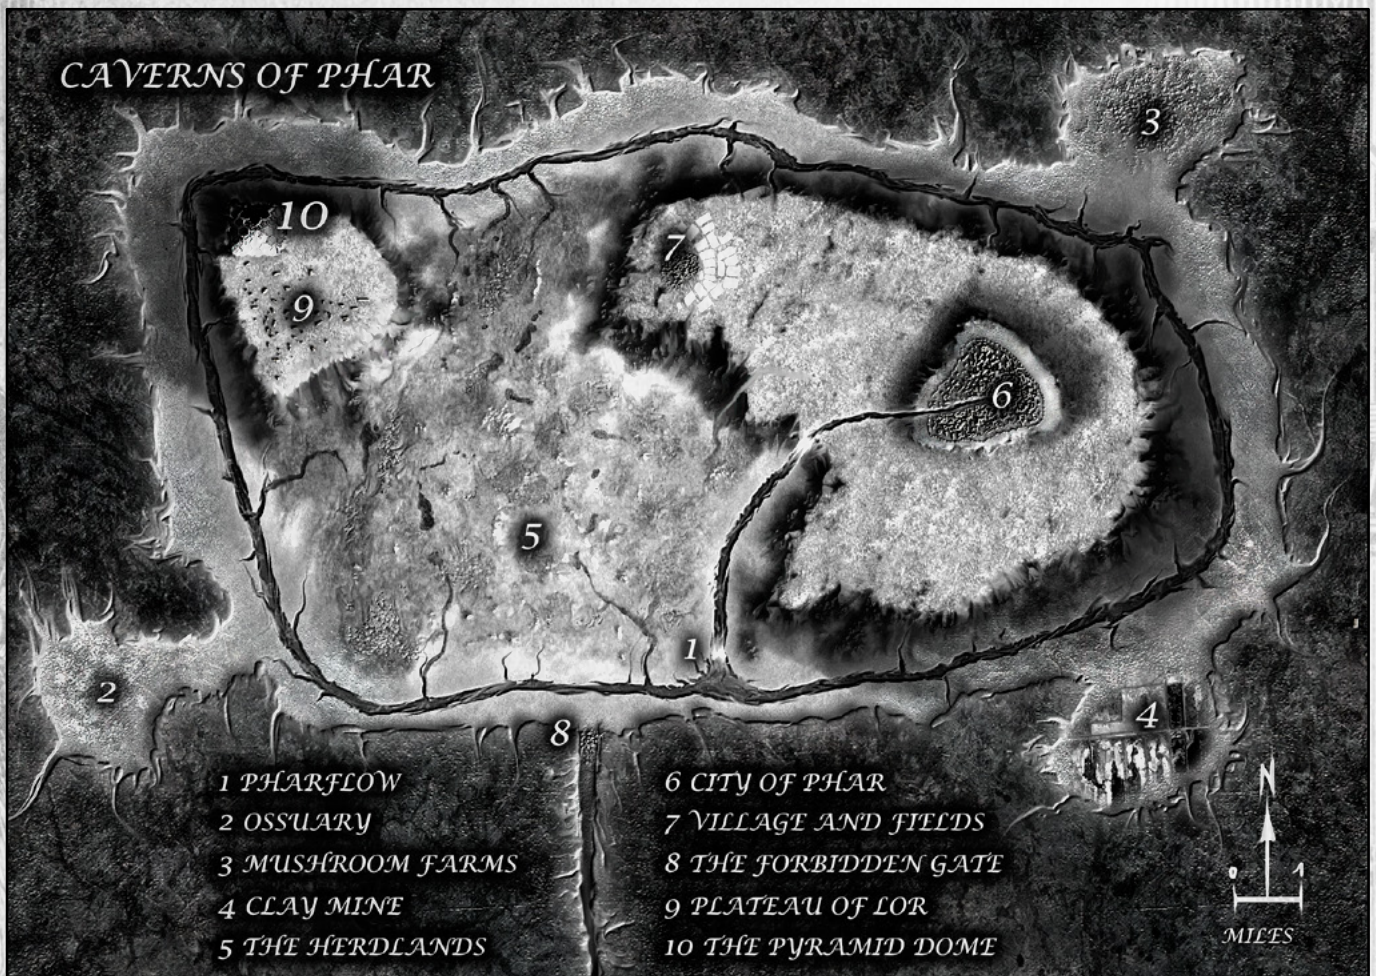 CAVERNS OF PHAR
3
10
7
9
6
5
1
2
4
8
1 PHARFLOW
2 OSSUARY
3 MUSHROOM FARMS
4 CLAY MINE
5 THE HERDLANDS
6 CITY OF PHAR
7 VILLAGE AND FIELDS
8 THE FORBIDDEN GATE
9 PLATEAU OF LOR
10 THE PYRAMID DOME
N
0 1
MILES